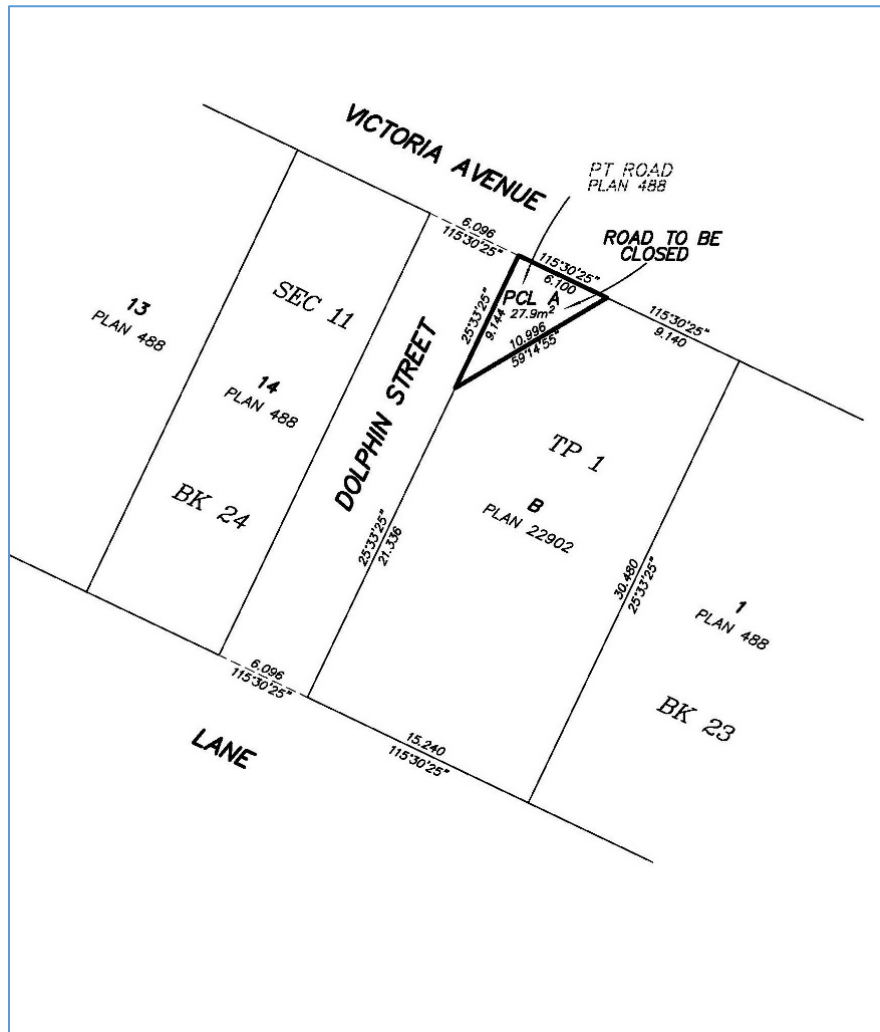 VICTORIA AVENUE
PT ROAD
PLAN 488
ROAD TO BE
CLOSED
6.096
115°30'25"
115°30'25"
6.100
115°30'25"
9.140
PCL A
27.9m²
25°33'25"
9.144
10.996
59°14'55"
13
PLAN 488
SEC 11
14
PLAN 488
BK 24
DOLPHIN STREET
TP 1
B
PLAN 22902
25°33'25"
21.336
30.480
25°33'25"
1
PLAN 488
BK 23
6.096
115°30'25"
LANE
15.240
115°30'25"